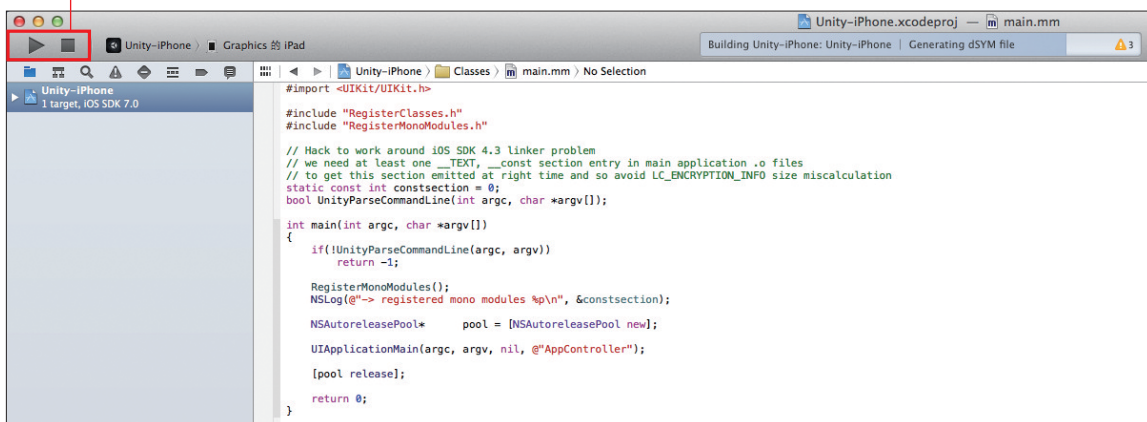 Unity-iPhone.xcodeproj — main.mm
Unity-iPhone Graphics 的 iPad
Building Unity-iPhone: Unity-iPhone | Generating dSYM file
3
Unity-iPhone
1 target, iOS SDK 7.0
Unity-iPhone Classes main.mm No Selection
#import <UIKit/UIKit.h>
#include "RegisterClasses.h"
#include "RegisterMonoModules.h"
// Hack to work around iOS SDK 4.3 linker problem
// we need at least one __TEXT, __const section entry in main application .o files
// to get this section emitted at right time and so avoid LC_ENCRYPTION_INFO size miscalculation
static const int constsection = 0;
bool UnityParseCommandLine(int argc, char *argv[]);
int main(int argc, char *argv[])
{
if(!UnityParseCommandLine(argc, argv))
return -1;
RegisterMonoModules();
NSLog(@"-> registered mono modules %p\n", &constsection);
NSAutoreleasePool* pool = [NSAutoreleasePool new];
UIApplicationMain(argc, argv, nil, @"AppController");
[pool release];
return 0;
}